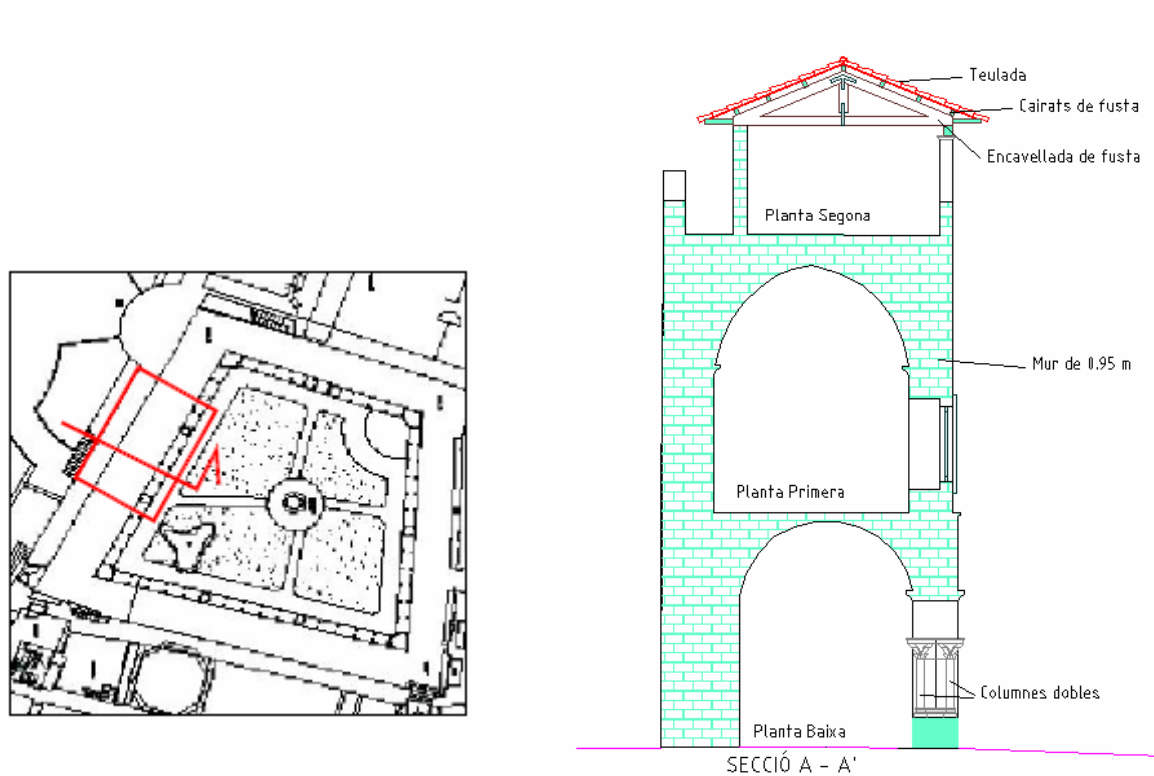 Teulada
Cairats de fusta
Encavellada de fusta
Planta Segona
Mur de 0.95 m
Planta Primera
Columnes dobles
Planta Baixa
SECCIÓ A - A'